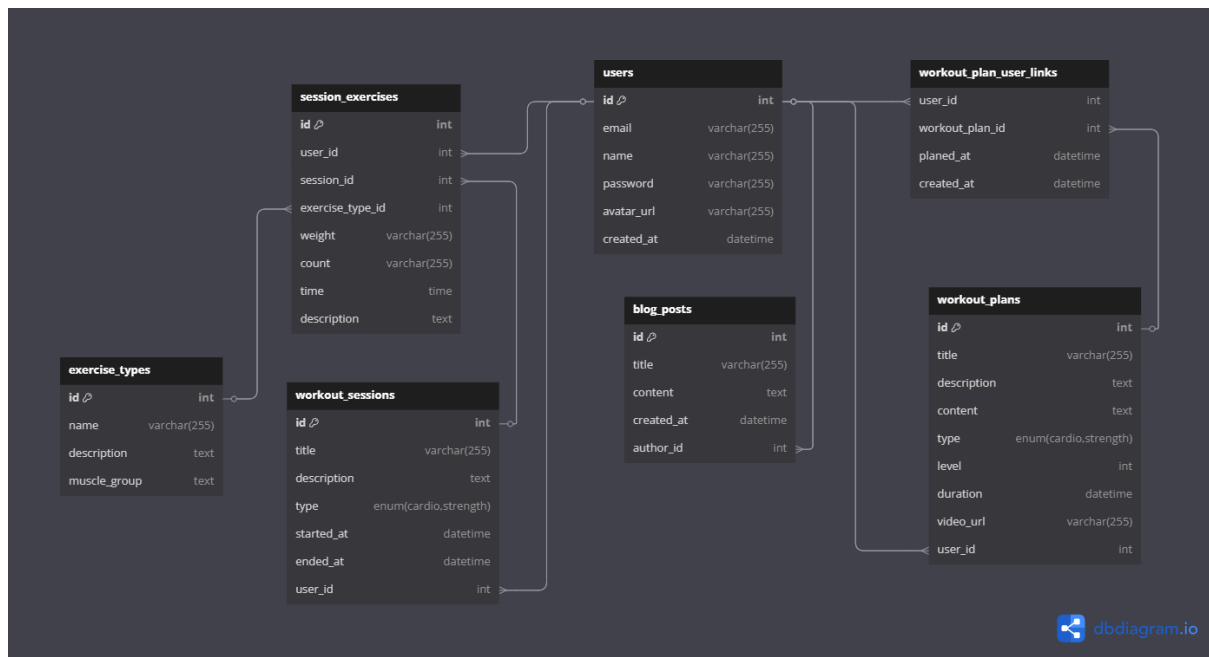 session_exercises
id int
user_id int
session_id int
exercise_type_id int
weight varchar(255)
count varchar(255)
time time
description text
users
id int
email varchar(255)
name varchar(255)
password varchar(255)
avatar_url varchar(255)
created_at datetime
workout_plan_user_links
user_id int
workout_plan_id int
planed_at datetime
created_at datetime
exercise_types
id int
name varchar(255)
description text
muscle_group text
workout_sessions
id int
title varchar(255)
description text
type enum(cardio,strength)
started_at datetime
ended_at datetime
user_id int
blog_posts
id int
title varchar(255)
content text
created_at datetime
author_id int
workout_plans
id int
title varchar(255)
description text
content text
type enum(cardio,strength)
level int
duration datetime
video_url varchar(255)
user_id int
dbdiagram.io